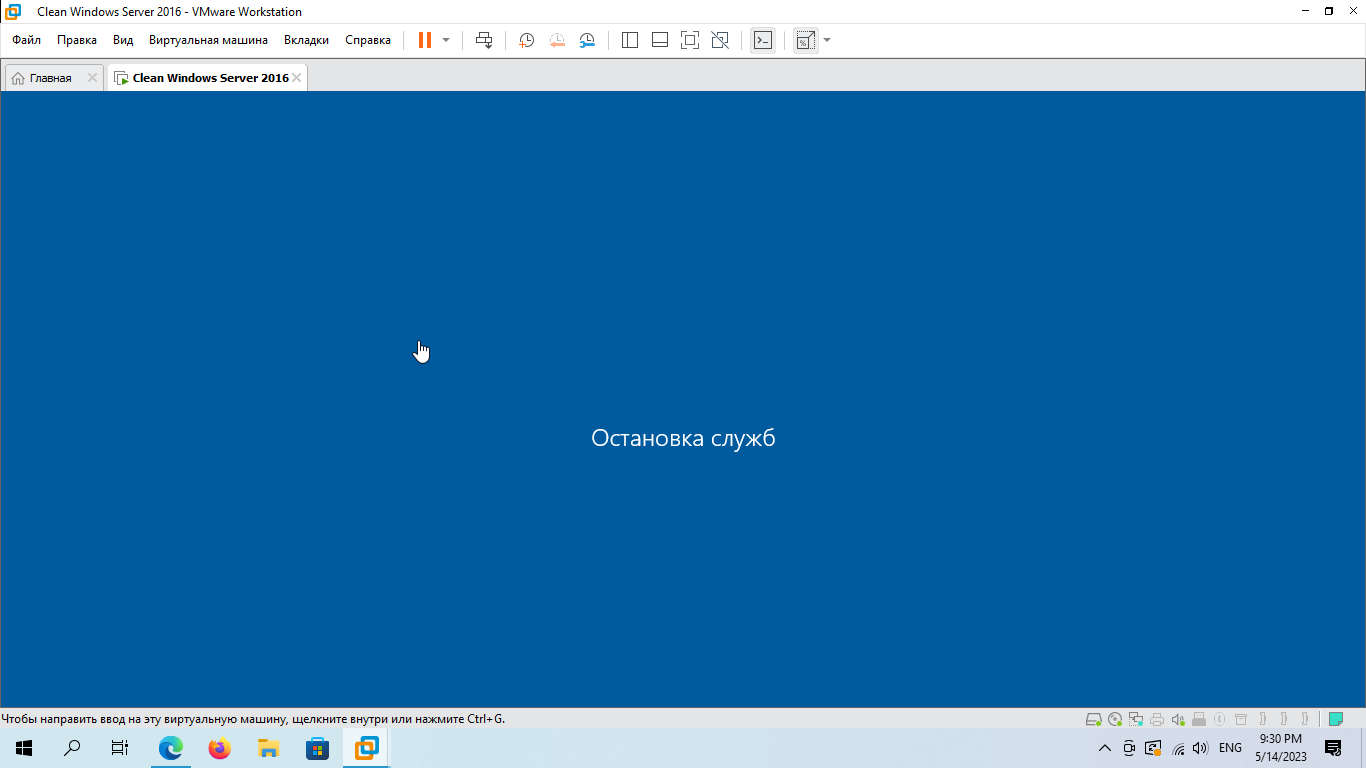 Clean Windows Server 2016 - VMware Workstation
Файл Правка Вид Виртуальная машина Вкладки Справка
Главная Clean Windows Server 2016
Остановка служб
Чтобы направить ввод на эту виртуальную машину, щелкните внутри или нажмите Ctrl+G.
ENG
9:30 PM
5/14/2023